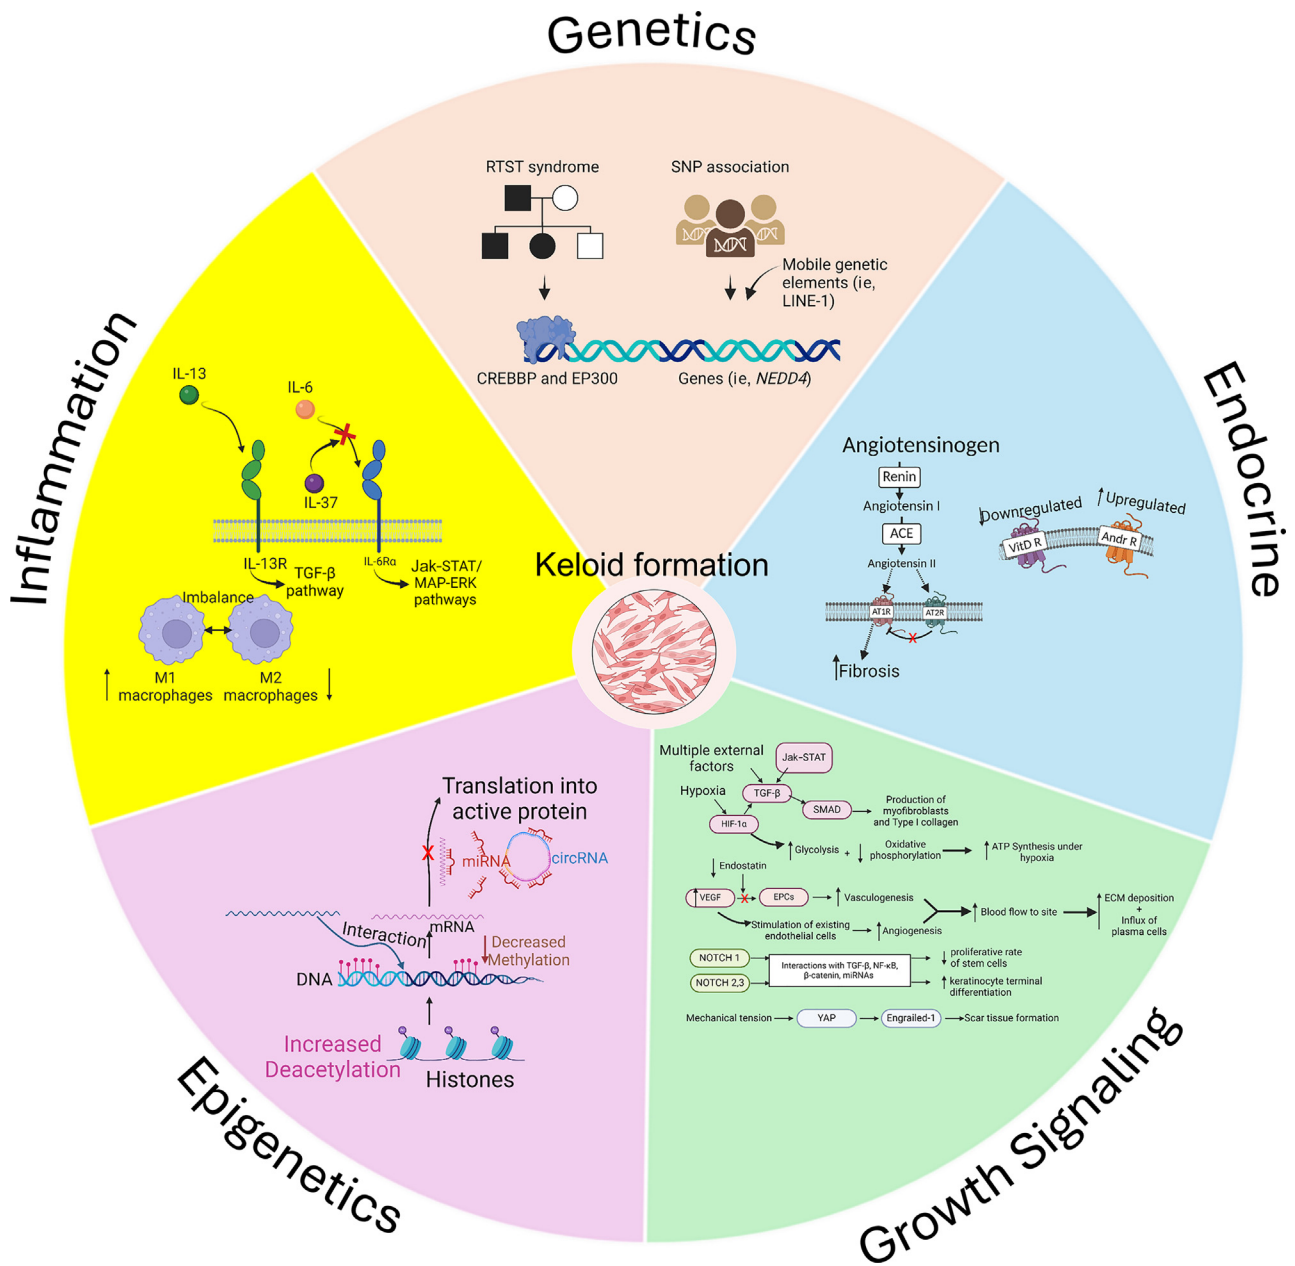 Genetics
RTST syndrome
SNP association
Mobile genetic
elements (ie,
LINE-1)
CREBBP and EP300
Genes (ie, NEDD4)
Endocrine
Angiotensinogen
Renin
Angiotensin I
ACE
Angiotensin II
AT1R
AT2R
↑Fibrosis
↓Downregulated
↑ Upregulated
VitD R
Andr R
Inflammation
IL-13
IL-6
IL-37
IL-13R
TGF-β
pathway
IL-6Rα
Jak-STAT/
MAP-ERK
pathways
Imbalance
↑ M1
macrophages
M2
macrophages ↓
Keloid formation
Epigenetics
Translation into
active protein
X
miRNA
circRNA
mRNA
Interaction
Decreased
Methylation
DNA
Increased
Deacetylation
Histones
Growth Signaling
Multiple external
factors
Jak-STAT
Hypoxia
TGF-β
HIF-1α
SMAD
Production of
myofibroblasts
and Type I collagen
↑ Glycolysis + ↓ Oxidative
phosphorylation
↑ ATP Synthesis under
hypoxia
↓ Endostatin
↑ VEGF
X
EPCs
↑ Vasculogenesis
Stimulation of existing
endothelial cells
↑ Angiogenesis
↑ Blood flow to site
↑ ECM deposition
+
Influx of
plasma cells
NOTCH 1
NOTCH 2,3
Interactions with TGF-β, NF-κB,
β-catenin, miRNAs
↓ proliferative rate
of stem cells
↑ keratinocyte terminal
differentiation
Mechanical tension
YAP
Engrailed-1
Scar tissue formation